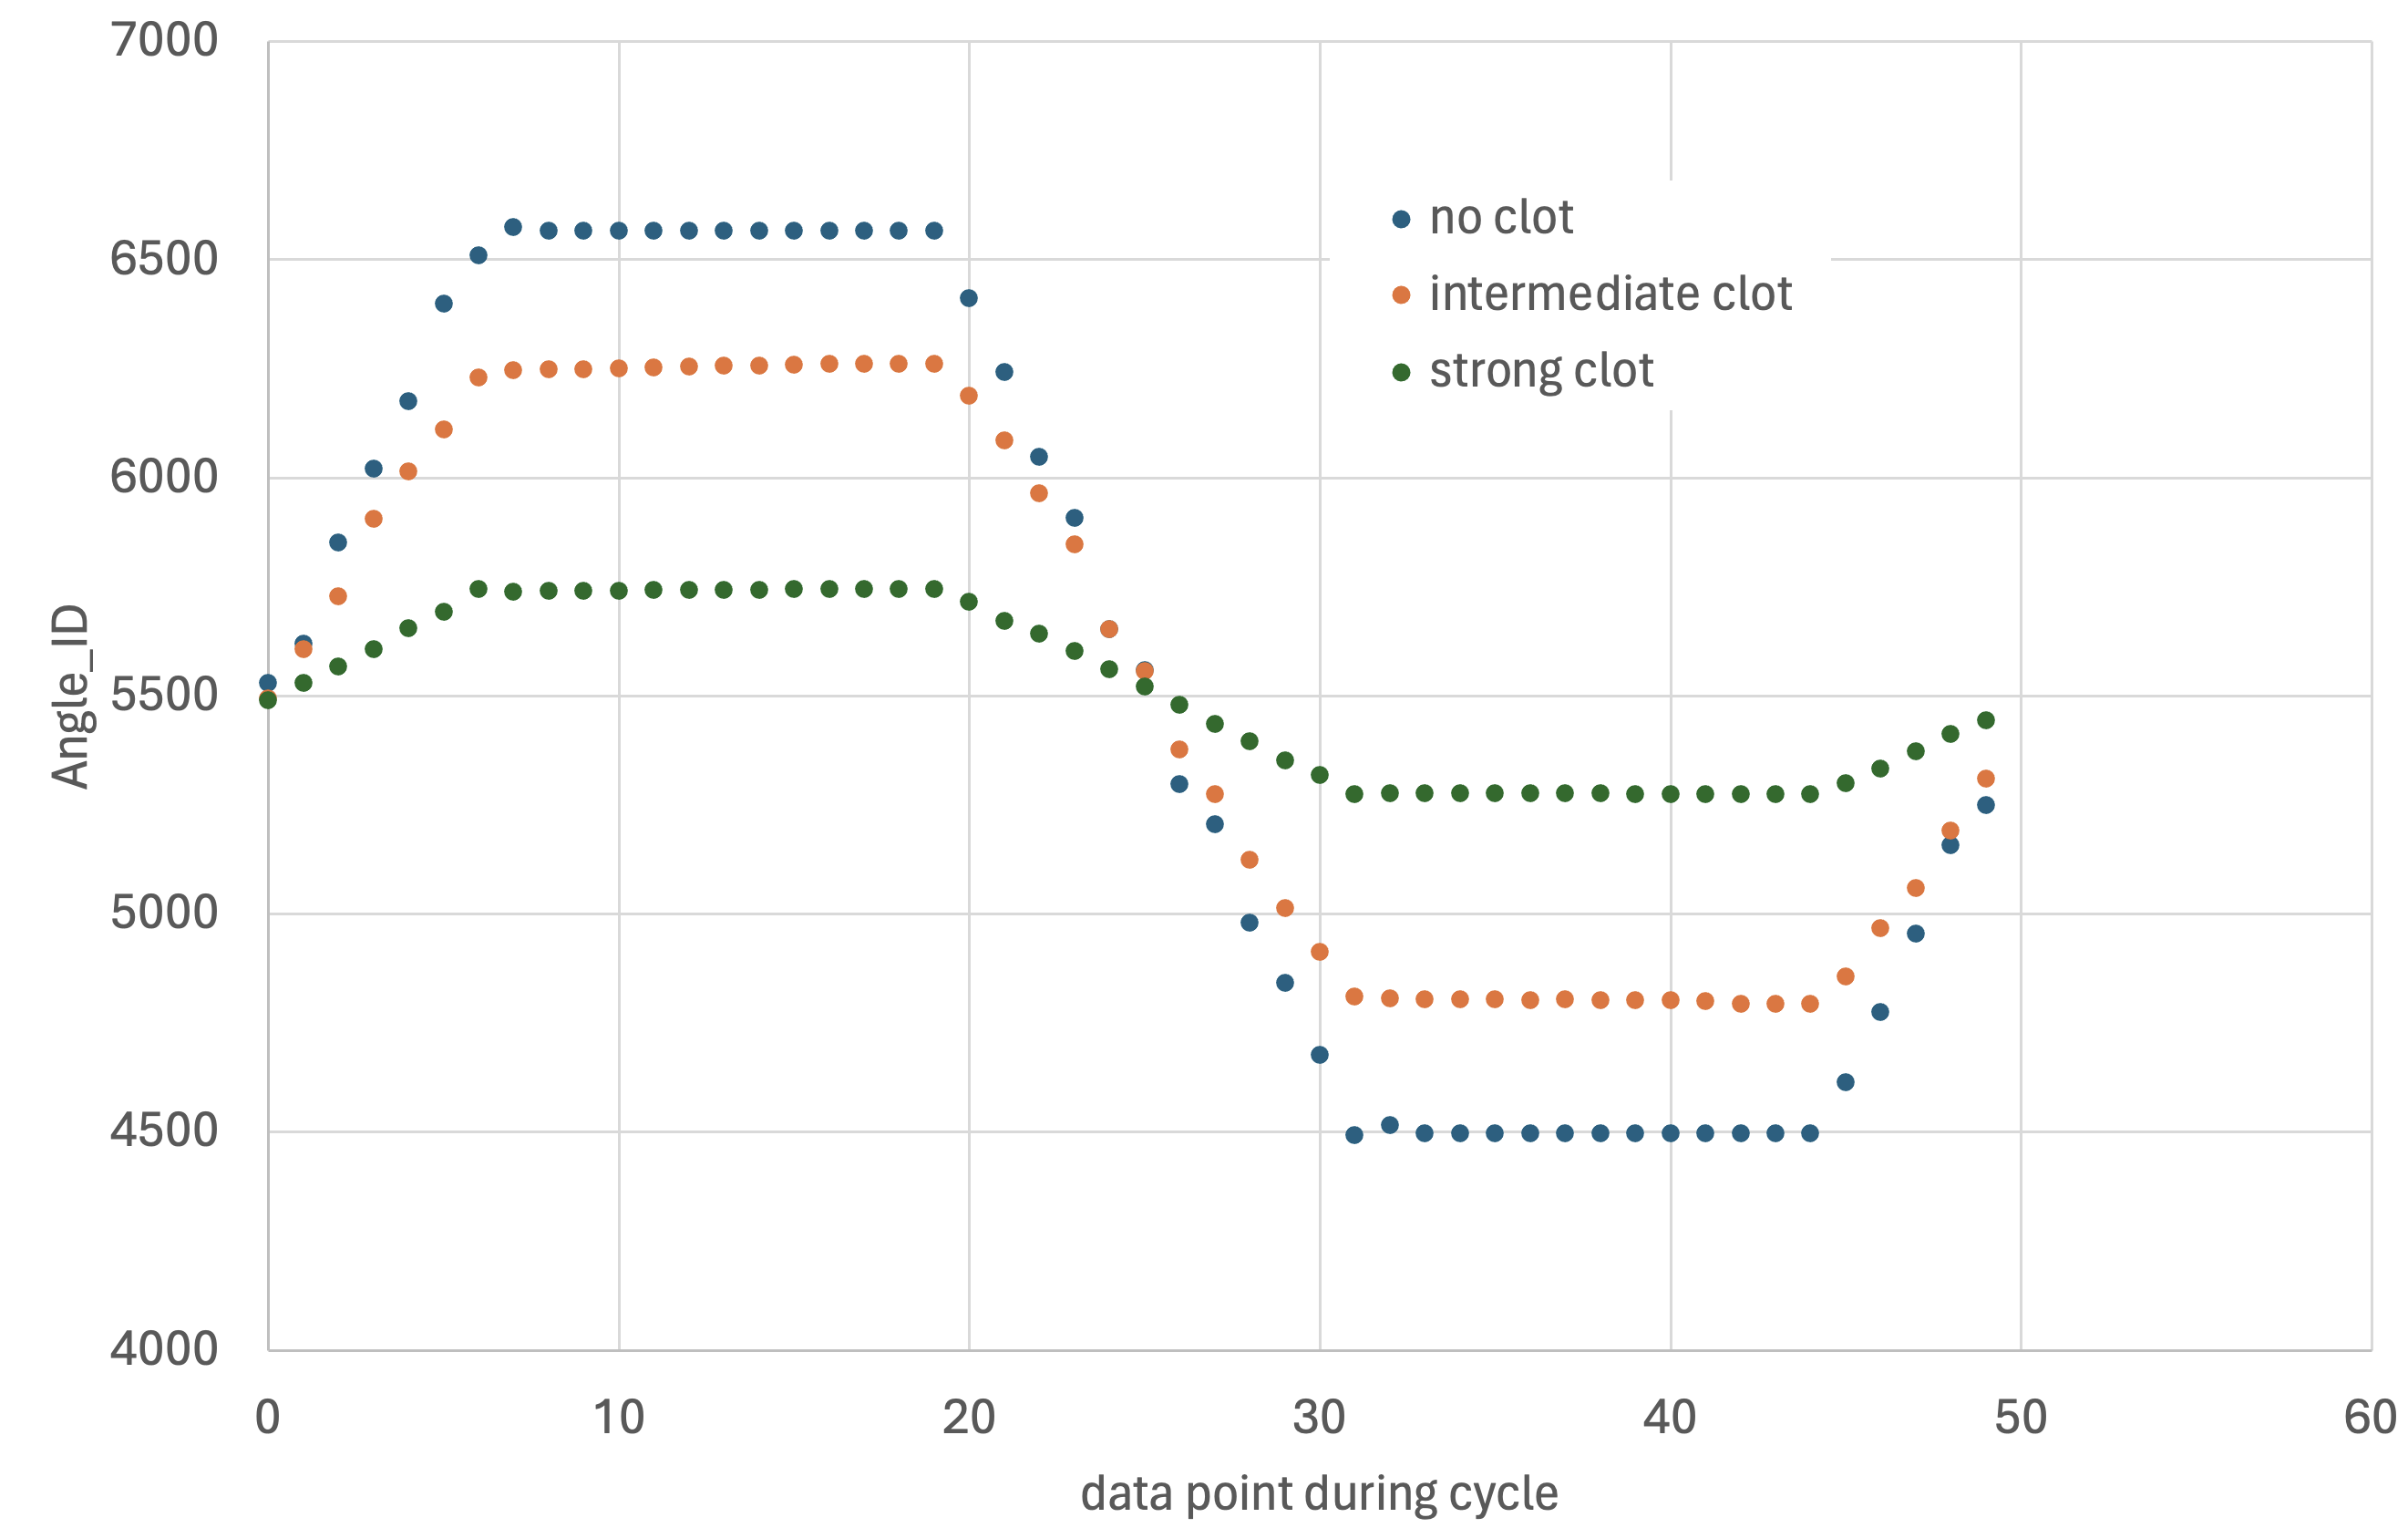 7000
6500
6000
5500
5000
4500
4000
Angle_ID
no clot
intermediate clot
strong clot
0 10 20 30 40 50 60
data point during cycle